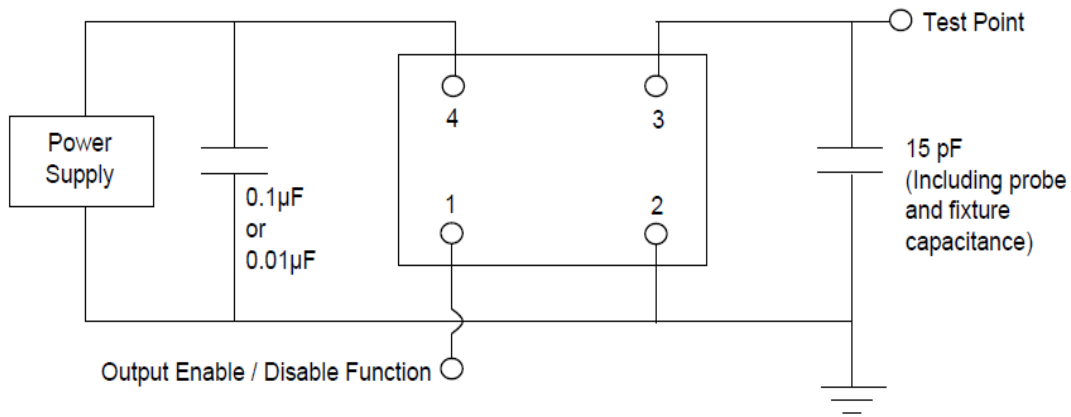 Test Point
4
3
Power
Supply
15 pF
(Including probe
and fixture
capacitance)
0.1µF
or
0.01µF
1
2
Output Enable / Disable Function